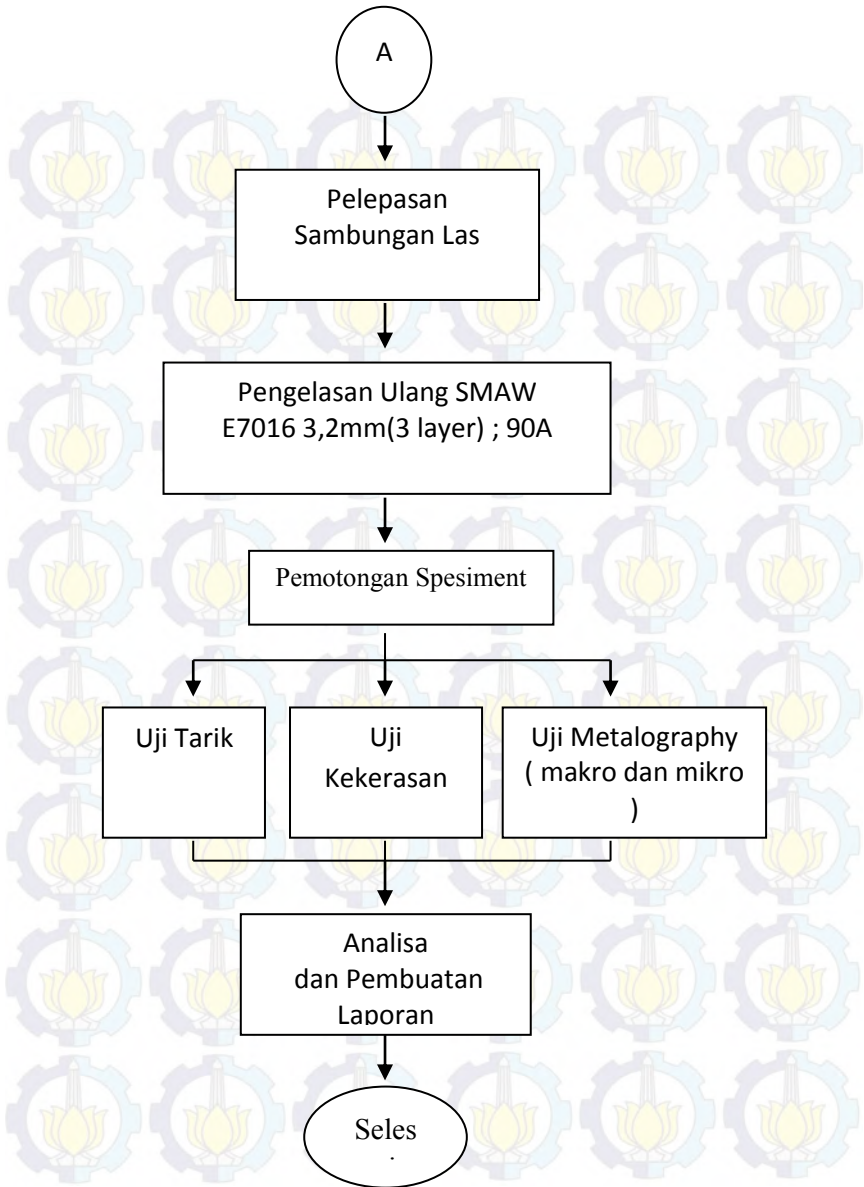 A
Pelepasan
Sambungan Las
Pengelasan Ulang SMAW
E7016 3,2mm(3 layer) ; 90A
Pemotongan Spesiment
Uji Tarik
Uji
Kekerasan
Uji Metalography
( makro dan mikro
)
Analisa
dan Pembuatan
Laporan
Seles